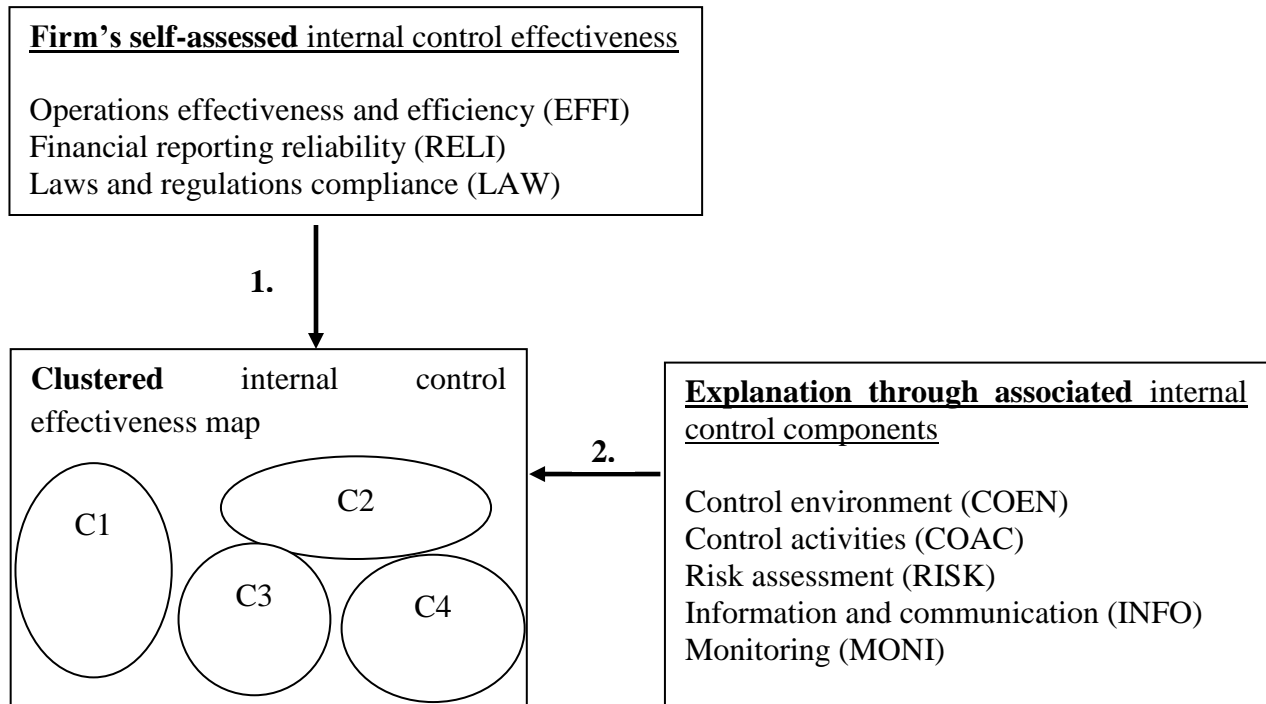 Firm's self-assessed internal control effectiveness
Operations effectiveness and efficiency (EFFI)
Financial reporting reliability (RELI)
Laws and regulations compliance (LAW)
1.
Clustered internal control
effectiveness map
C1
C2
C3
C4
2.
Explanation through associated internal
control components
Control environment (COEN)
Control activities (COAC)
Risk assessment (RISK)
Information and communication (INFO)
Monitoring (MONI)